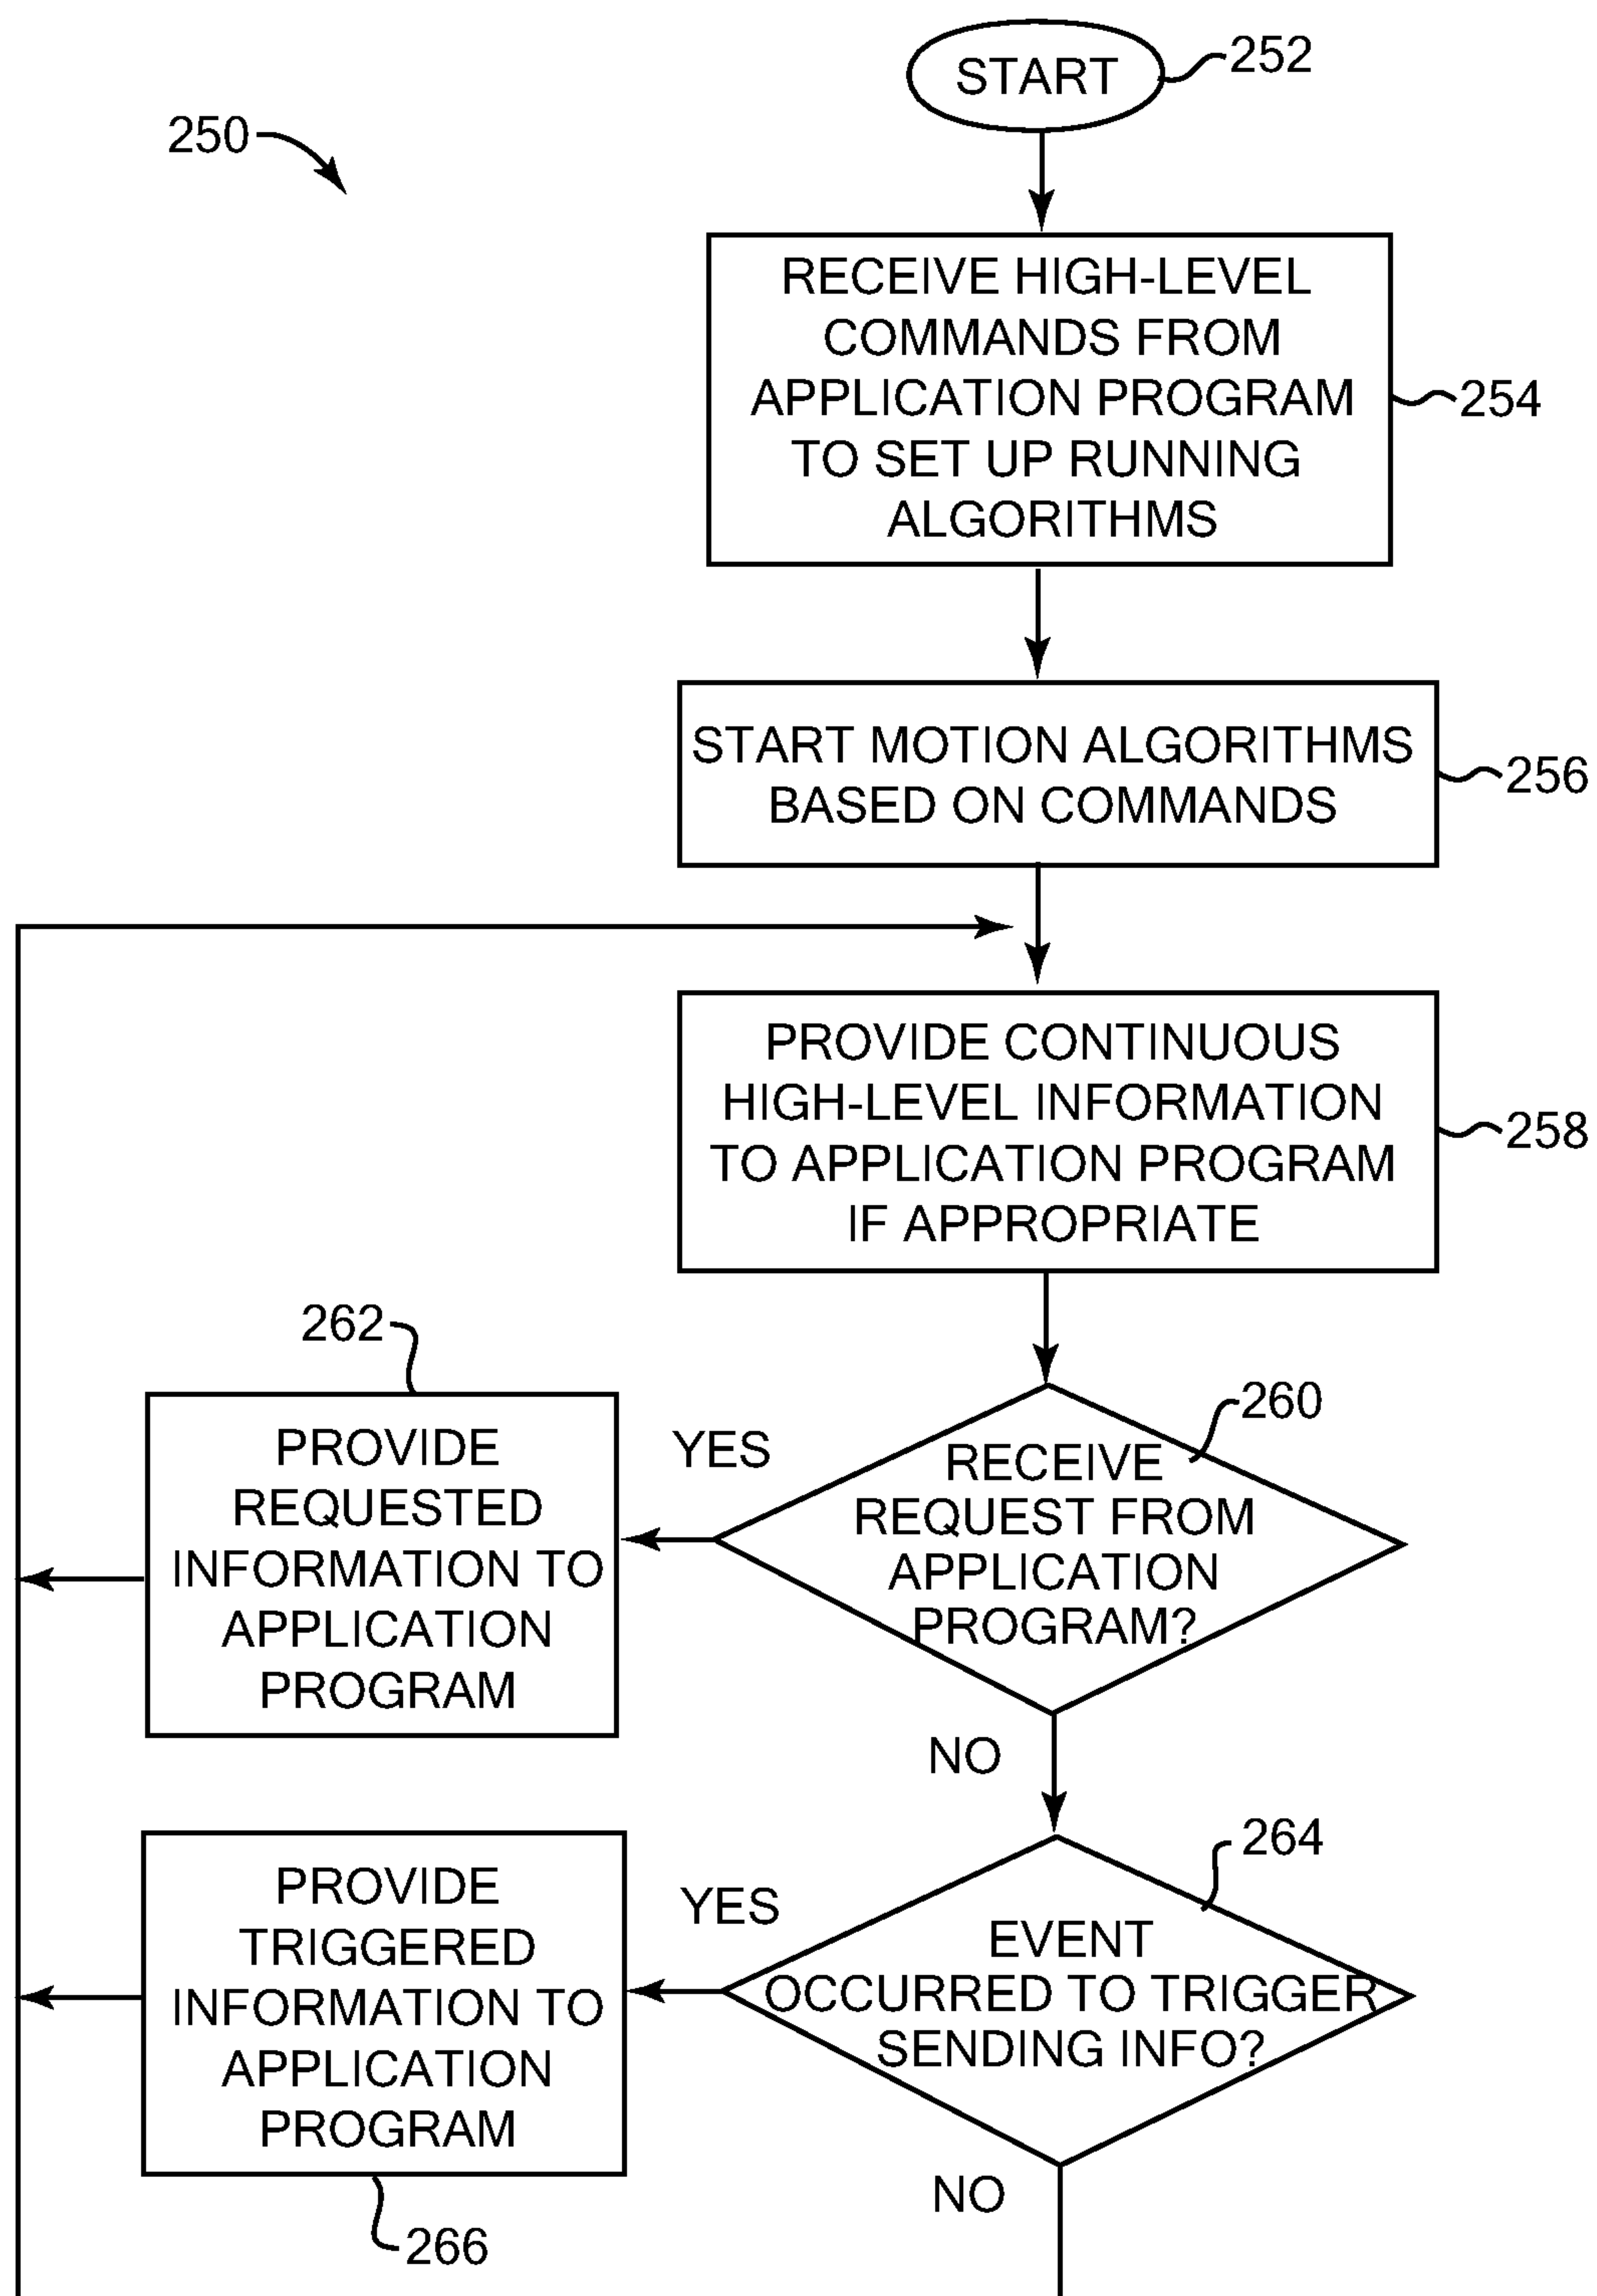 START
252
250
RECEIVE HIGH-LEVEL
COMMANDS FROM
APPLICATION PROGRAM
TO SET UP RUNNING
ALGORITHMS
254
START MOTION ALGORITHMS
BASED ON COMMANDS
256
PROVIDE CONTINUOUS
HIGH-LEVEL INFORMATION
TO APPLICATION PROGRAM
IF APPROPRIATE
258
262
PROVIDE
REQUESTED
INFORMATION TO
APPLICATION
PROGRAM
YES
260
RECEIVE
REQUEST FROM
APPLICATION
PROGRAM?
NO
PROVIDE
TRIGGERED
INFORMATION TO
APPLICATION
PROGRAM
266
YES
264
EVENT
OCCURRED TO TRIGGER
SENDING INFO?
NO